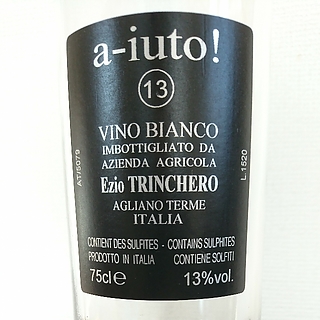 a-iuto!
13
VINO BIANCO
IMBOTTIGLIATO DA
AZIENDA AGRICOLA
Ezio TRINCHERO
AGLIANO TERME
ITALIA
CONTIENT DES SULFITES - CONTAINS SULPHITES
PRODOTTO IN ITALIA CONTIENE SOLFITI
75cl e 13%vol.
AT/5079
L.1520